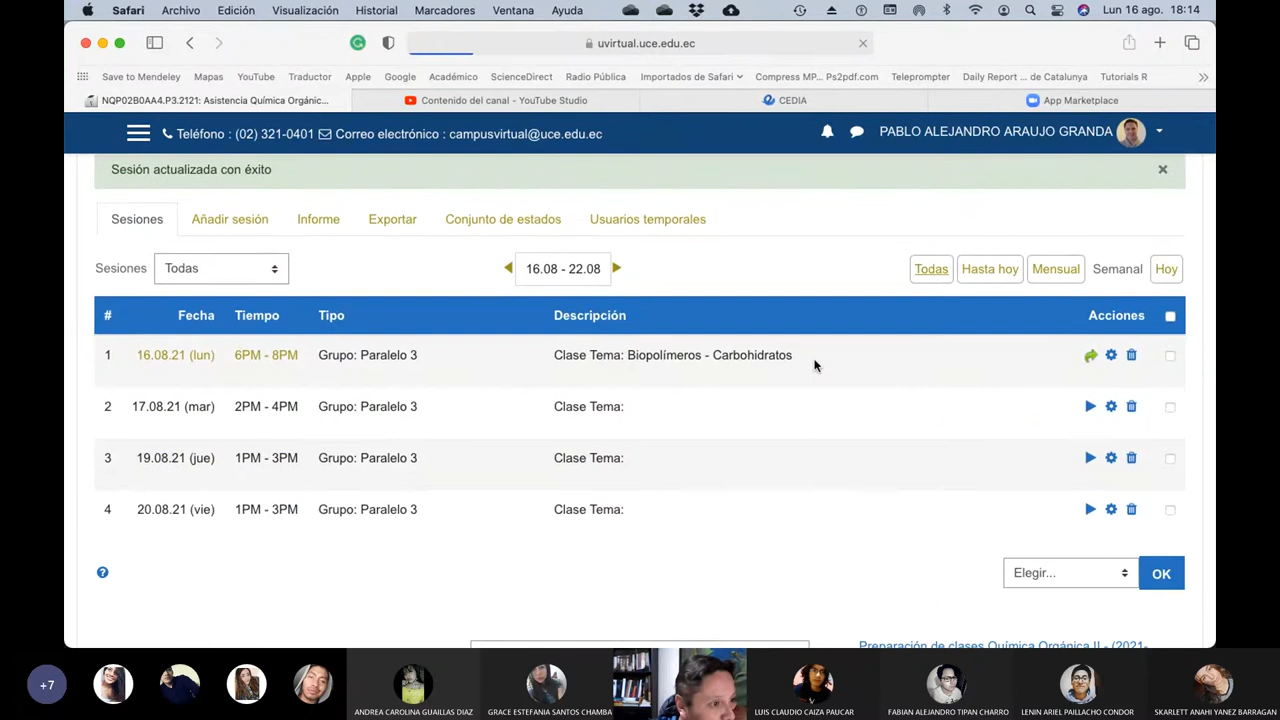 Safari Archivo Edición Visualización Historial Marcadores Ventana Ayuda Lun 16 ago. 18:14
uvirtual.uce.edu.ec
Save to Mendeley Mapas YouTube Traductor Apple Google Académico ScienceDirect Radio Pública Importados de Safari Compress MP... Ps2pdf.com Teleprompter Daily Report ... de Catalunya Tutorials R
NQP02B0AA4.P3.2121: Asistencia Química Orgánic... Contenido del canal - YouTube Studio CEDIA App Marketplace
Teléfono : (02) 321-0401 Correo electrónico : campusvirtual@uce.edu.ec PABLO ALEJANDRO ARAUJO GRANDA
Sesión actualizada con éxito ×
Sesiones Añadir sesión Informe Exportar Conjunto de estados Usuarios temporales
Sesiones Todas 16.08 - 22.08 Todas Hasta hoy Mensual Semanal Hoy
# Fecha Tiempo Tipo Descripción Acciones
1 16.08.21 (lun) 6PM - 8PM Grupo: Paralelo 3 Clase Tema: Biopolímeros - Carbohidratos
2 17.08.21 (mar) 2PM - 4PM Grupo: Paralelo 3 Clase Tema:
3 19.08.21 (jue) 1PM - 3PM Grupo: Paralelo 3 Clase Tema:
4 20.08.21 (vie) 1PM - 3PM Grupo: Paralelo 3 Clase Tema:
Elegir... OK
Preparación de clases Química Orgánica II - (2021-
+7 ANDREA CAROLINA GUAILLAS DIAZ GRACE ESTEFANIA SANTOS CHAMBA LUIS CLAUDIO CAIZA PAUCAR FABIAN ALEJANDRO TIPAN CHARRO LENIN ARIEL PAILLACHO CONDOR SKARLETT ANAHI YANEZ BARRAGAN